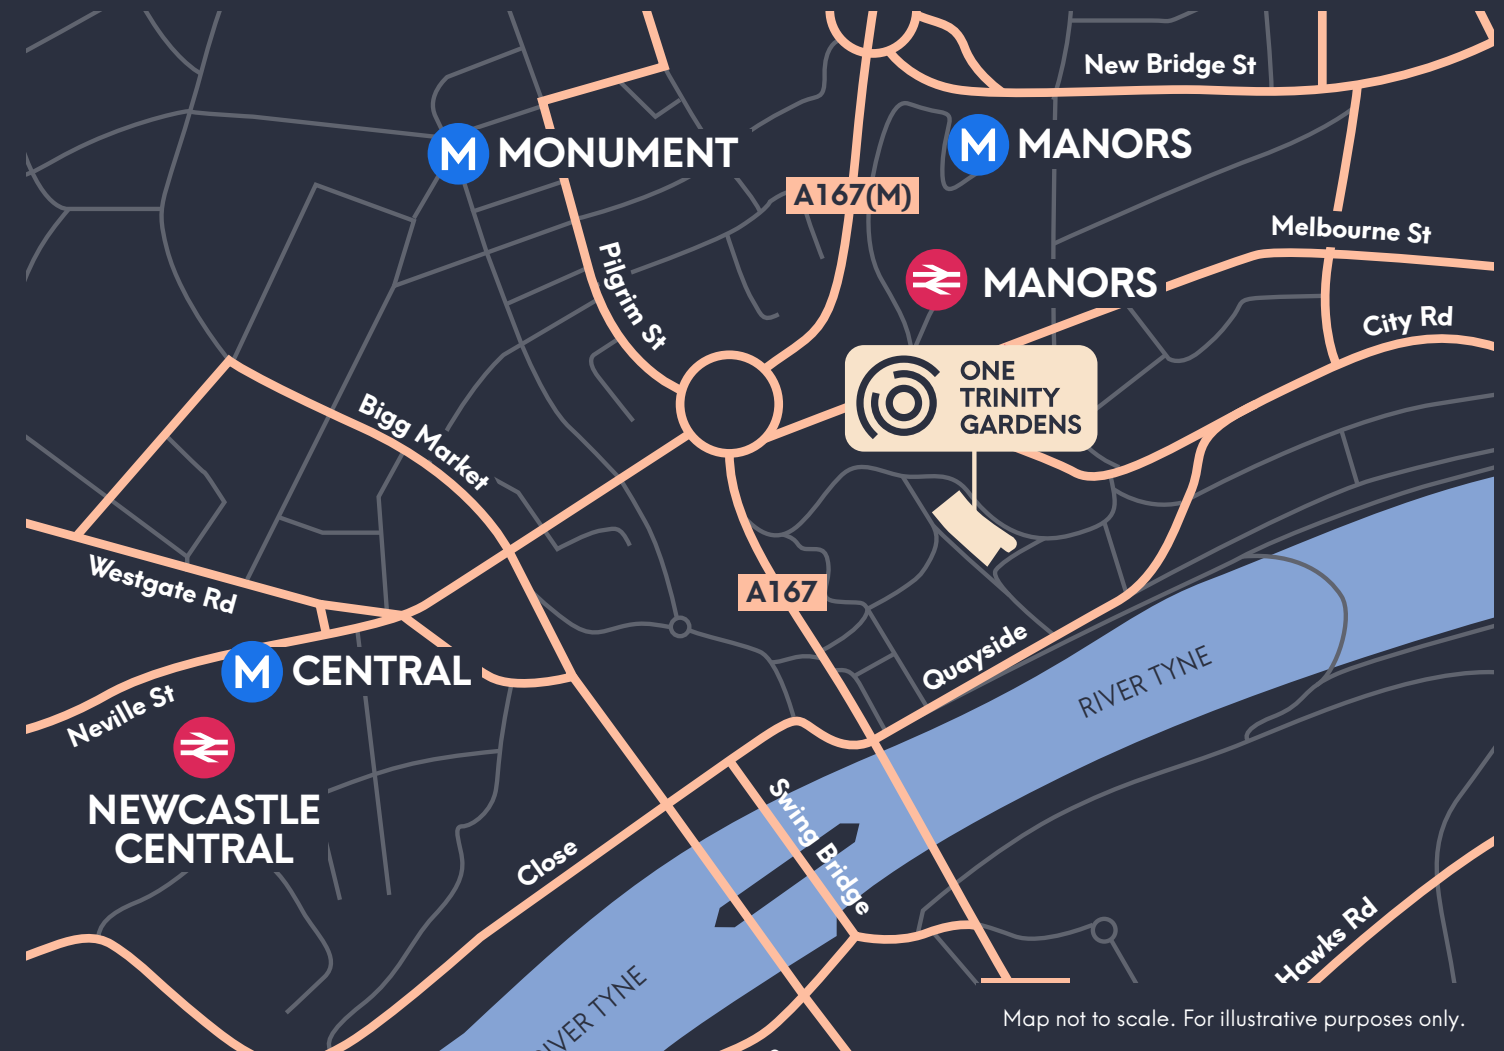 New Bridge St
M MONUMENT
M MANORS
A167(M)
Melbourne St
Pilgrim St
MANORS
City Rd
ONE
TRINITY
GARDENS
Bigg Market
Westgate Rd
A167
M CENTRAL
Quayside
RIVER TYNE
Neville St
NEWCASTLE
CENTRAL
Swing Bridge
Close
Hawks Rd
RIVER TYNE
Map not to scale. For illustrative purposes only.